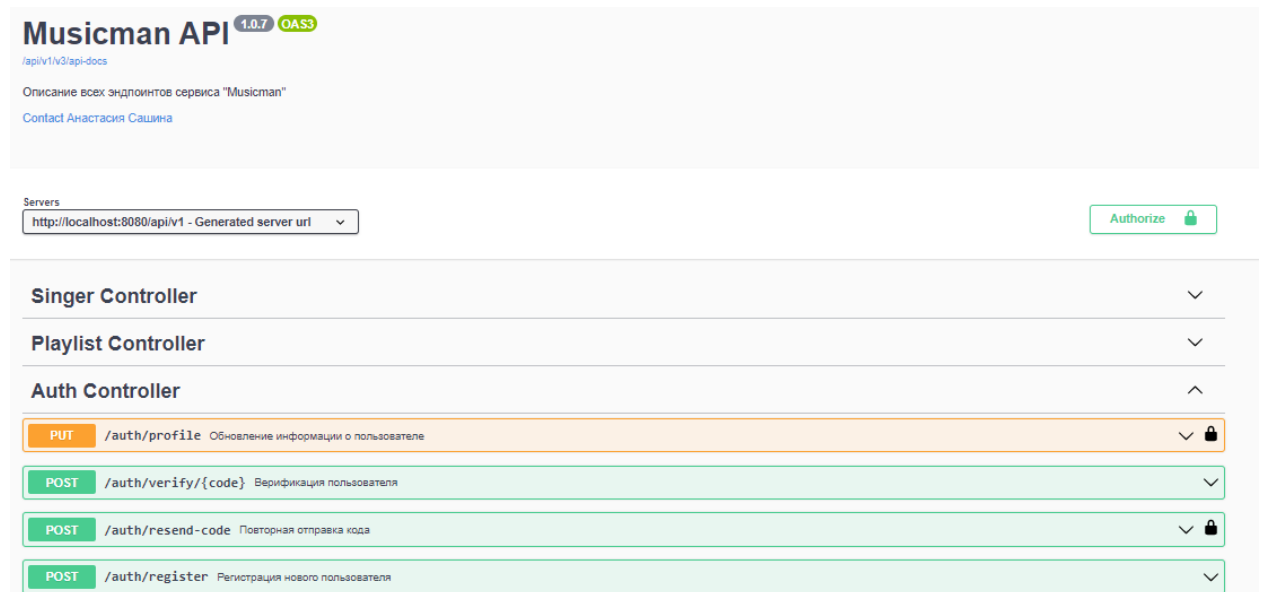 Musicman API 1.0.7 OAS3
/api/v1/v3/api-docs
Описание всех эндпоинтов сервиса "Musicman"
Contact Анастасия Сашина
Servers
http://localhost:8080/api/v1 - Generated server url
Authorize
Singer Controller
Playlist Controller
Auth Controller
PUT /auth/profile Обновление информации о пользователе
POST /auth/verify/{code} Верификация пользователя
POST /auth/resend-code Повторная отправка кода
POST /auth/register Регистрация нового пользователя